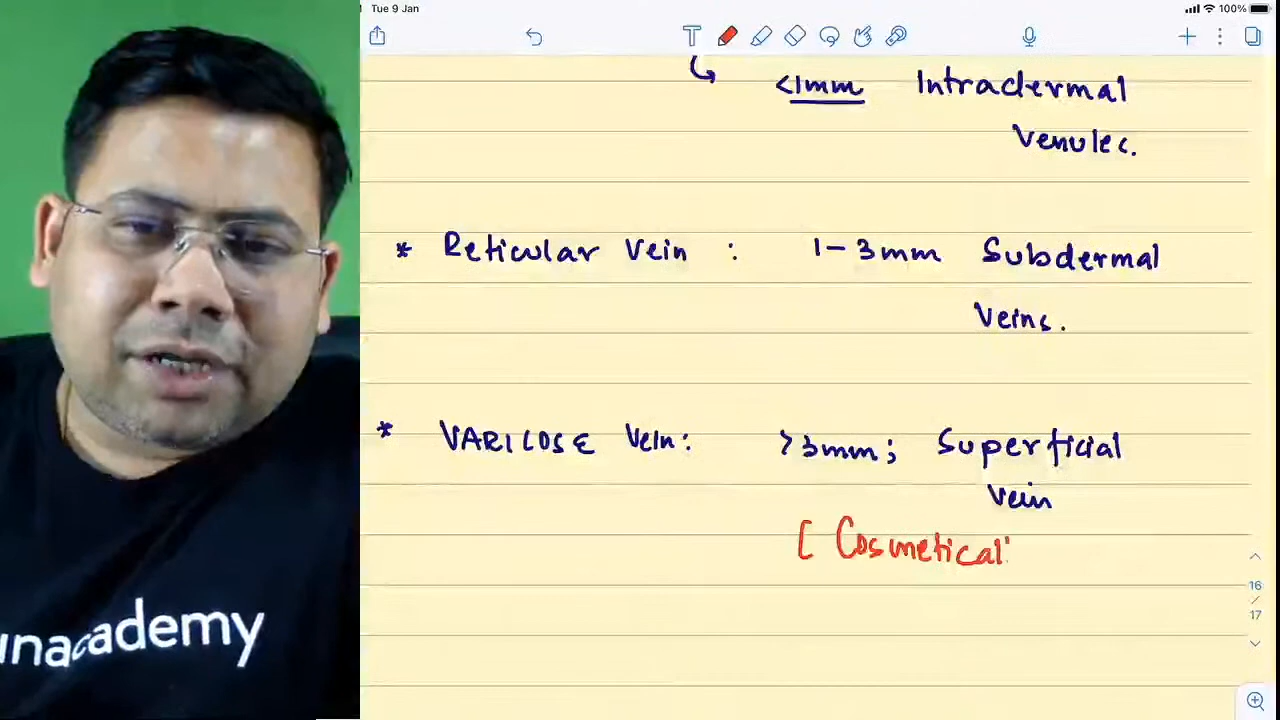 Tue 9 Jan
100%
T
<1mm Intradermal
Venules.
* Reticular Vein : 1-3mm Subdermal
Veins.
* VARICOSE Vein: >3mm; Superficial
Vein
[ Cosmetical
16
17
unacademy